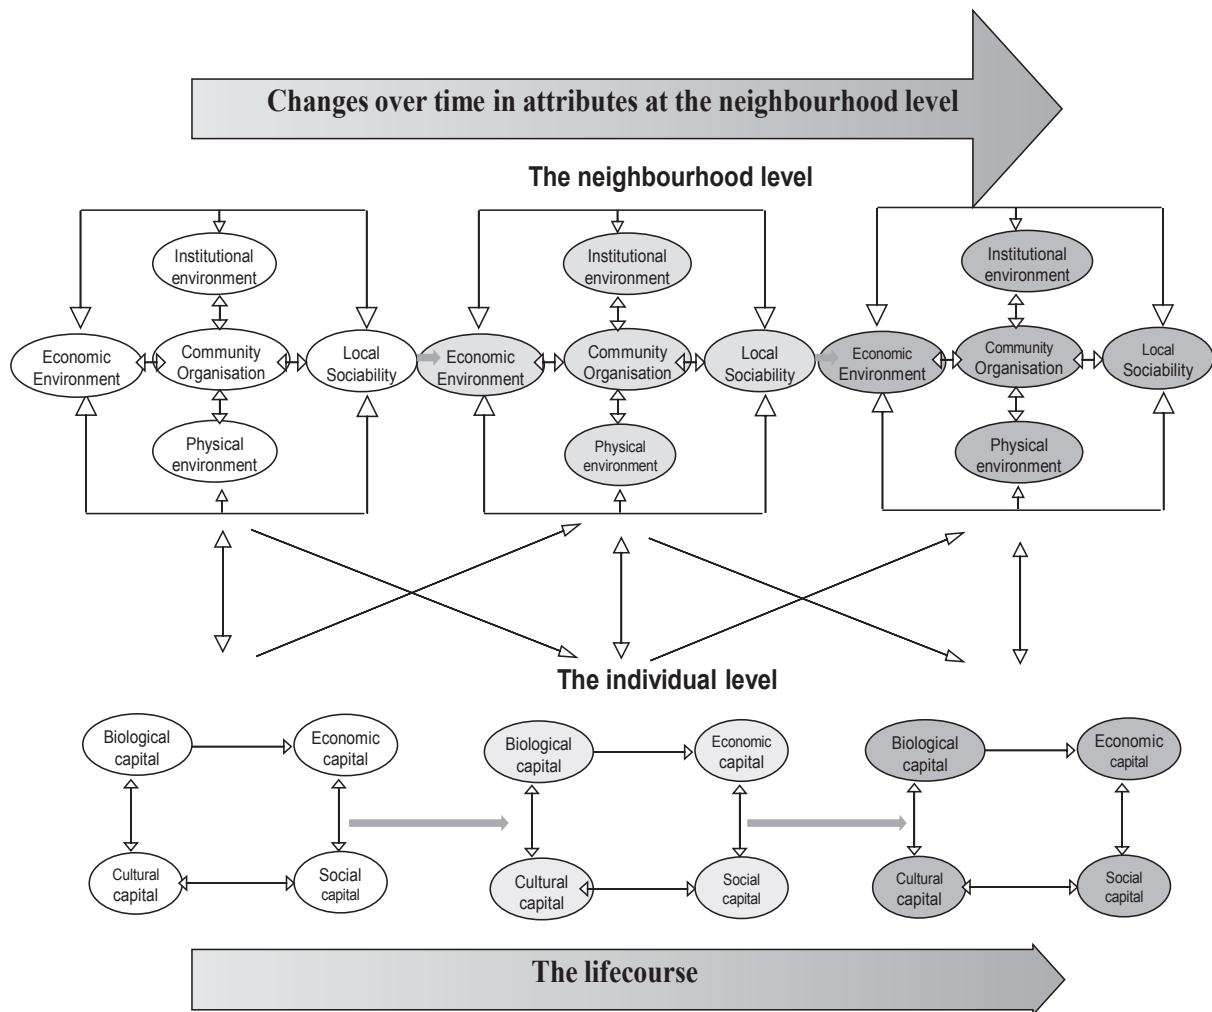 Changes over time in attributes at the neighbourhood level
The neighbourhood level
Institutional
environment
Economic
Environment
Community
Organisation
Local
Sociability
Physical
environment
Institutional
environment
Economic
Environment
Community
Organisation
Local
Sociability
Physical
environment
Institutional
environment
Economic
Environment
Community
Organisation
Local
Sociability
Physical
environment
The individual level
Biological
capital
Economic
capital
Cultural
capital
Social
capital
Biological
capital
Economic
capital
Cultural
capital
Social
capital
Biological
capital
Economic
capital
Cultural
capital
Social
capital
The lifecourse